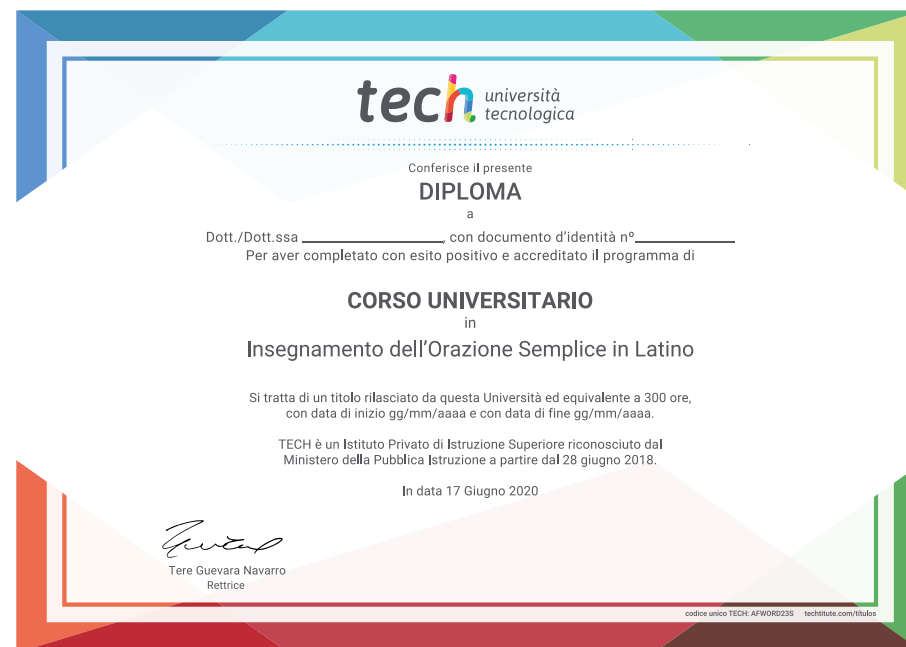 tech università
tecnologica
Conferisce il presente
DIPLOMA
a
Dott./Dott.ssa ____________________, con documento d'identità nº______________
Per aver completato con esito positivo e accreditato il programma di
CORSO UNIVERSITARIO
in
Insegnamento dell'Orazione Semplice in Latino
Si tratta di un titolo rilasciato da questa Università ed equivalente a 300 ore,
con data di inizio gg/mm/aaaa e con data di fine gg/mm/aaaa.
TECH è un Istituto Privato di Istruzione Superiore riconosciuto dal
Ministero della Pubblica Istruzione a partire dal 28 giugno 2018.
In data 17 Giugno 2020
Tere Guevara Navarro
Rettrice
codice unico TECH: AFWORD23S techtitute.com/titulos